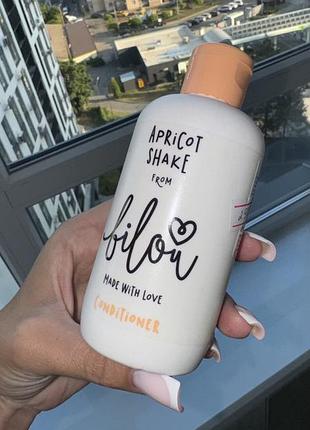 APRICOT
SHAKE
FROM
bilou
MADE WITH LOVE
CONDITIONER